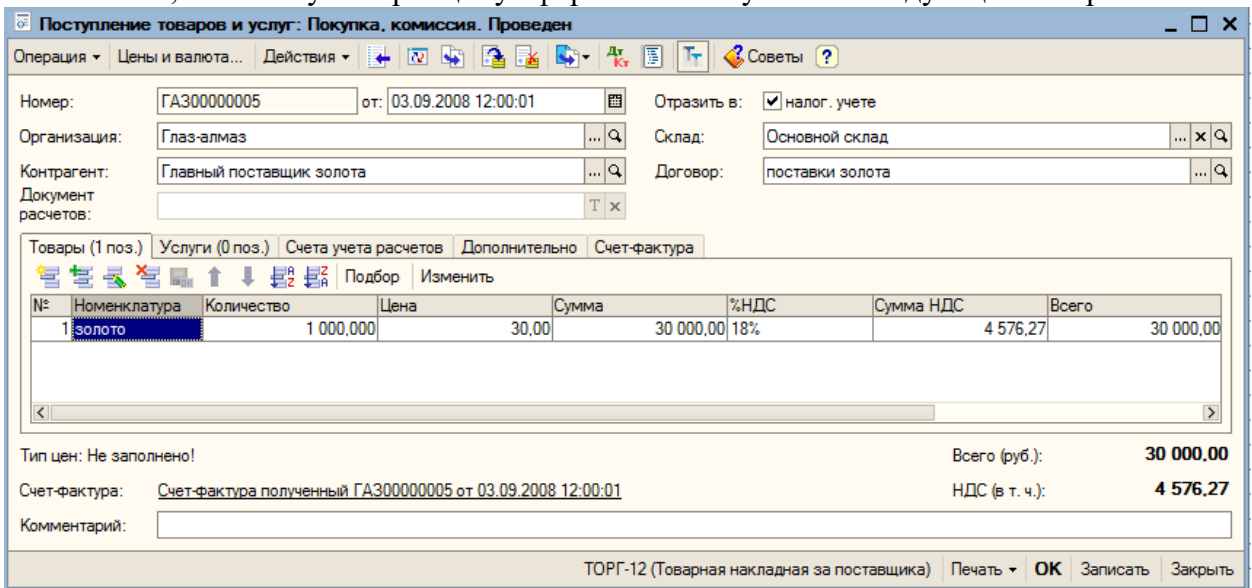 Поступление товаров и услуг: Покупка, комиссия. Проведен
Операция Цены и валюта... Действия Дт Кт Советы ?
Номер: ГАЗ00000005 от: 03.09.2008 12:00:01 Отразить в: налог. учете
Организация: Глаз-алмаз Склад: Основной склад
Контрагент: Главный поставщик золота Договор: поставки золота
Документ расчетов:
Товары (1 поз.) Услуги (0 поз.) Счета учета расчетов Дополнительно Счет-фактура
Подбор Изменить
№ Номенклатура Количество Цена Сумма %НДС Сумма НДС Всего
1 золото 1 000,000 30,00 30 000,00 18% 4 576,27 30 000,00
Тип цен: Не заполнено! Всего (руб.): 30 000,00
Счет-фактура: Счет-фактура полученный ГАЗ00000005 от 03.09.2008 12:00:01 НДС (в т. ч.): 4 576,27
Комментарий:
ТОРГ-12 (Товарная накладная за поставщика) Печать OK Записать Закрыть